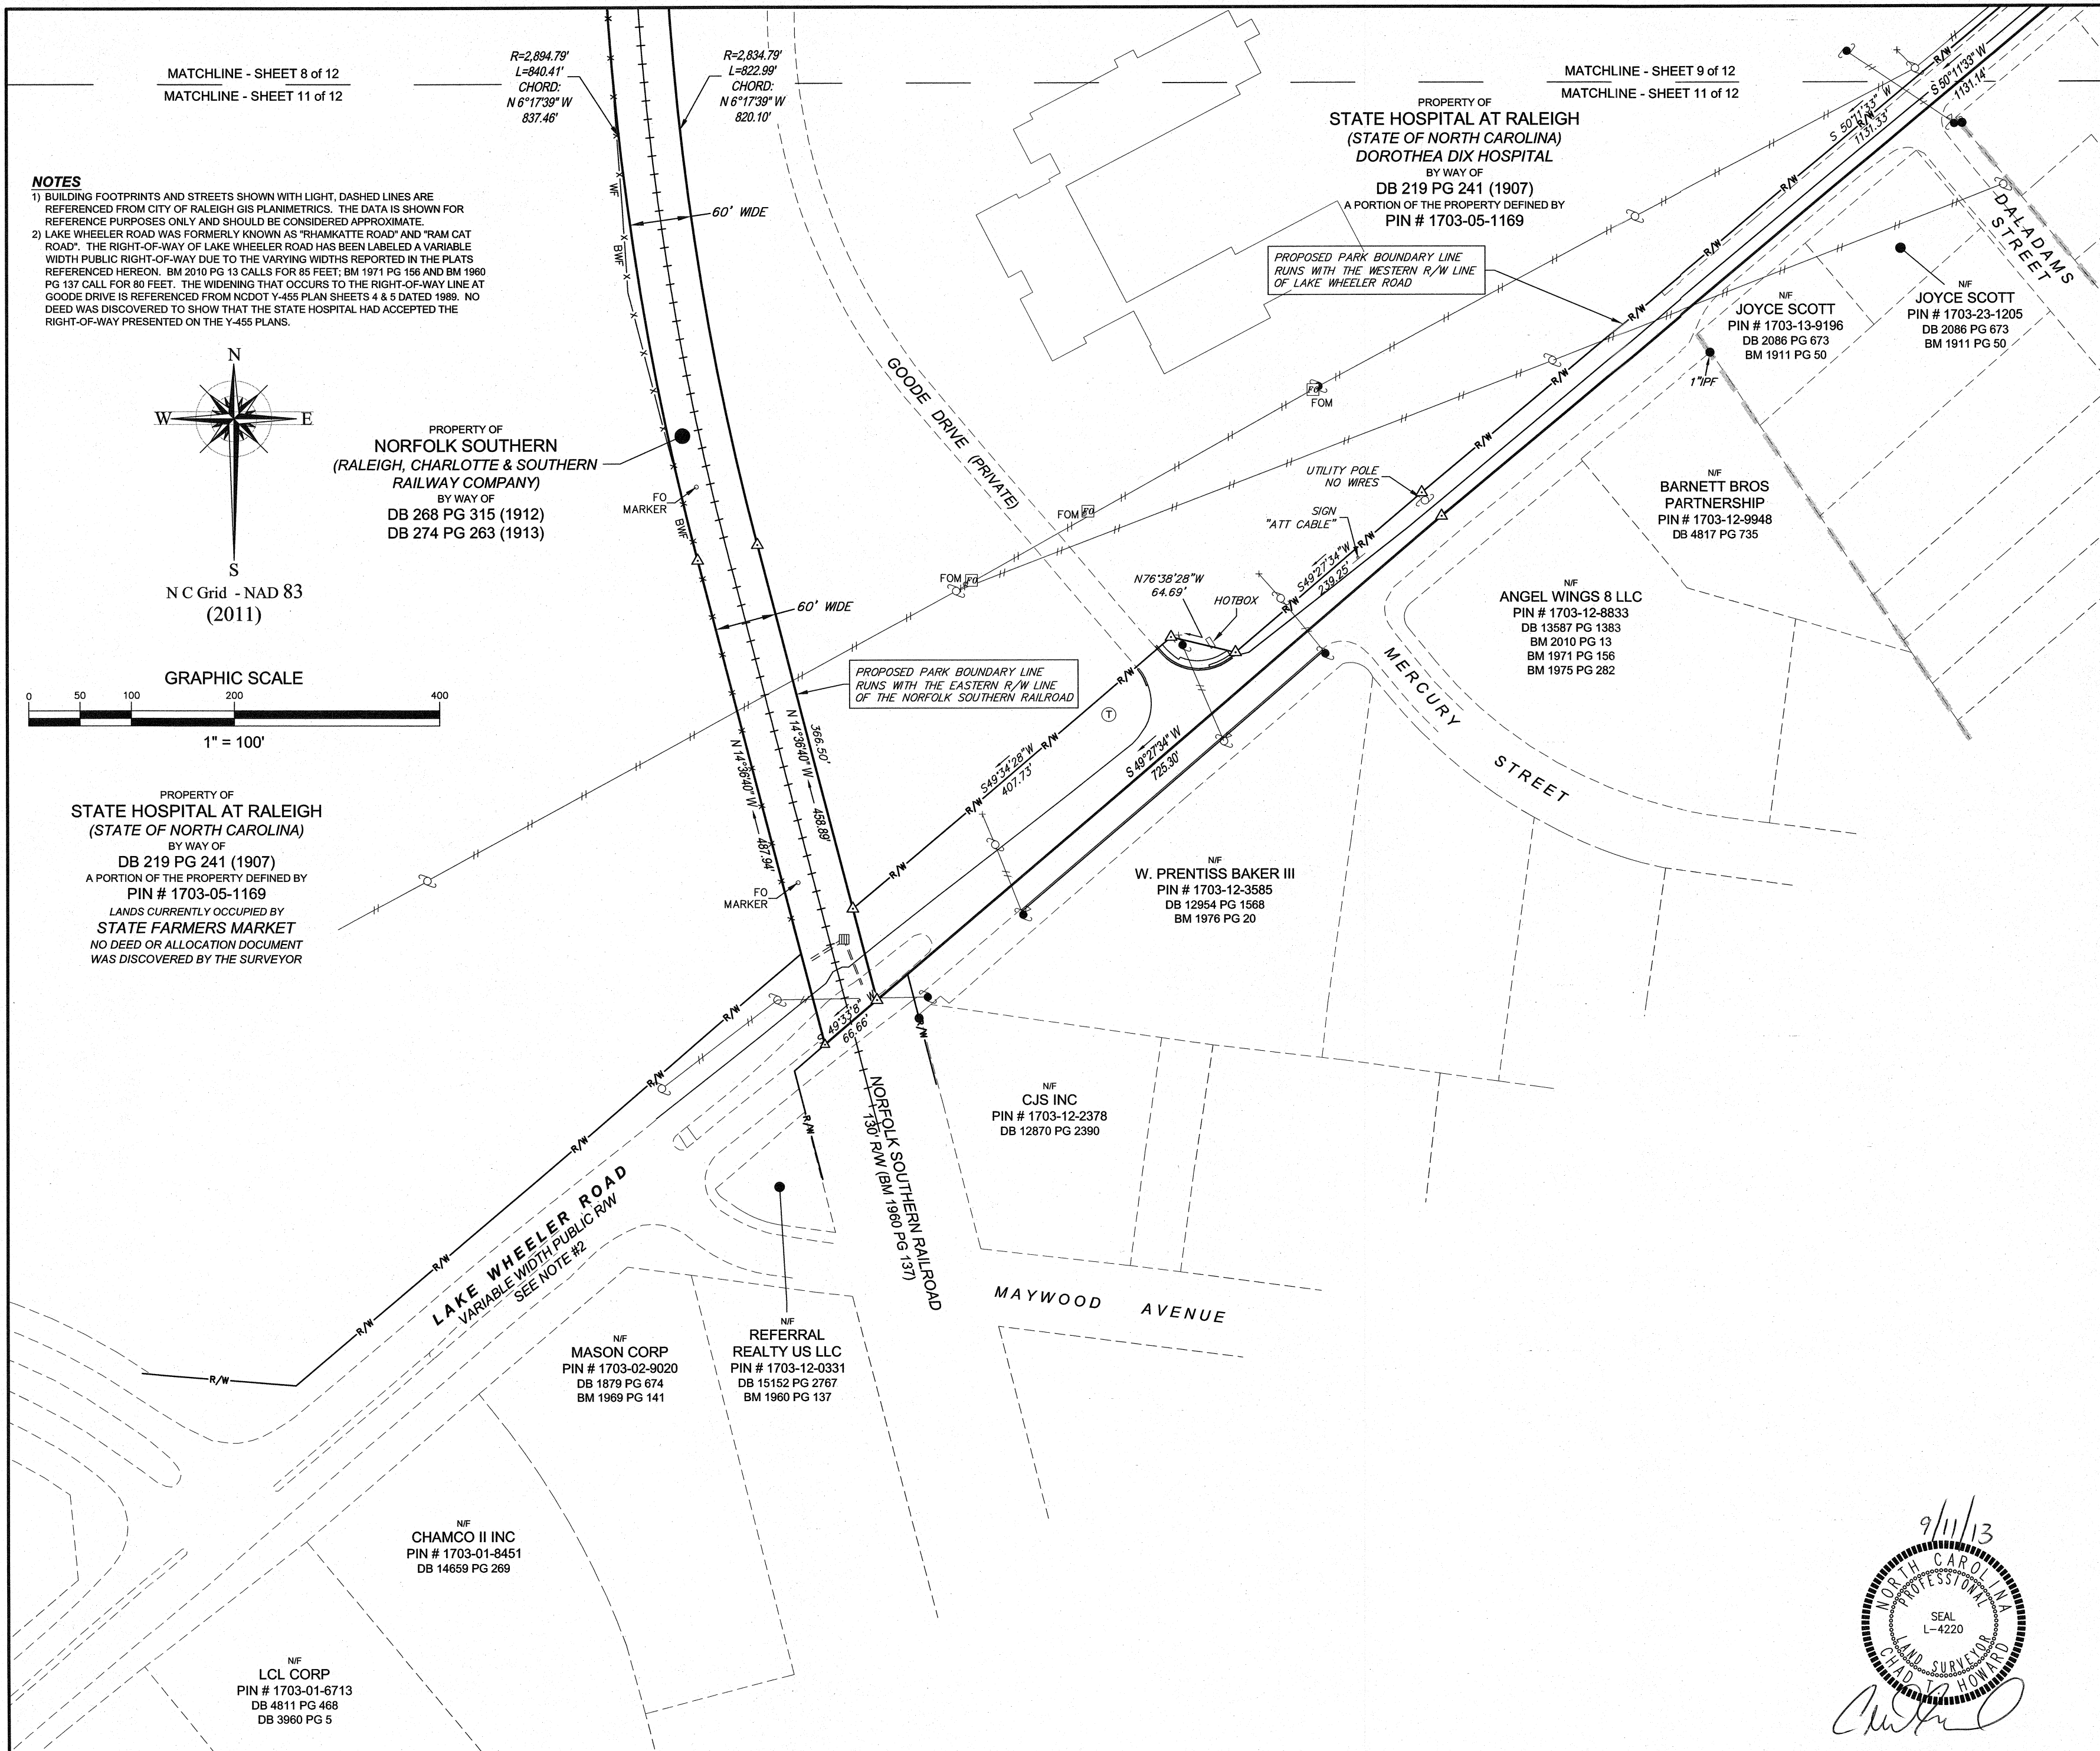 MATCHLINE - SHEET 8 of 12
MATCHLINE - SHEET 11 of 12
R=2,894.79'
L=840.41'
CHORD:
N 6°17'39" W
837.46'
R=2,834.79'
L=822.99'
CHORD:
N 6°17'39" W
820.10'
MATCHLINE - SHEET 9 of 12
MATCHLINE - SHEET 11 of 12
PROPERTY OF
STATE HOSPITAL AT RALEIGH
(STATE OF NORTH CAROLINA)
DOROTHEA DIX HOSPITAL
BY WAY OF
DB 219 PG 241 (1907)
A PORTION OF THE PROPERTY DEFINED BY
PIN # 1703-05-1169
S 50°11'33" W
1131.33'
S 50°11'33" W
1131.14'
R/W
R/W
R/W
R/W
R/W
R/W
R/W
NOTES
1) BUILDING FOOTPRINTS AND STREETS SHOWN WITH LIGHT, DASHED LINES ARE
REFERENCED FROM CITY OF RALEIGH GIS PLANIMETRICS. THE DATA IS SHOWN FOR
REFERENCE PURPOSES ONLY AND SHOULD BE CONSIDERED APPROXIMATE.
2) LAKE WHEELER ROAD WAS FORMERLY KNOWN AS "RHAMKATTE ROAD" AND "RAM CAT
ROAD". THE RIGHT-OF-WAY OF LAKE WHEELER ROAD HAS BEEN LABELED A VARIABLE
WIDTH PUBLIC RIGHT-OF-WAY DUE TO THE VARYING WIDTHS REPORTED IN THE PLATS
REFERENCED HEREON. BM 2010 PG 13 CALLS FOR 85 FEET; BM 1971 PG 156 AND BM 1960
PG 137 CALL FOR 80 FEET. THE WIDENING THAT OCCURS TO THE RIGHT-OF-WAY LINE AT
GOODE DRIVE IS REFERENCED FROM NCDOT Y-455 PLAN SHEETS 4 & 5 DATED 1989. NO
DEED WAS DISCOVERED TO SHOW THAT THE STATE HOSPITAL HAD ACCEPTED THE
RIGHT-OF-WAY PRESENTED ON THE Y-455 PLANS.
WF
BWF
60' WIDE
PROPOSED PARK BOUNDARY LINE
RUNS WITH THE WESTERN R/W LINE
OF LAKE WHEELER ROAD
DALADAMS
STREET
N/F
JOYCE SCOTT
PIN # 1703-13-9196
DB 2086 PG 673
BM 1911 PG 50
N/F
JOYCE SCOTT
PIN # 1703-23-1205
DB 2086 PG 673
BM 1911 PG 50
1"IPF
N
W E
S
N C Grid - NAD 83
(2011)
PROPERTY OF
NORFOLK SOUTHERN
(RALEIGH, CHARLOTTE & SOUTHERN
RAILWAY COMPANY)
BY WAY OF
DB 268 PG 315 (1912)
DB 274 PG 263 (1913)
FO
MARKER
BWF
GOODE DRIVE (PRIVATE)
FO
FOM
FOM FO
FOM FO
UTILITY POLE
NO WIRES
SIGN
"ATT CABLE"
R/W
S49°27'34"W
239.25'
R/W
N76°38'28"W
64.69'
HOTBOX
N/F
BARNETT BROS
PARTNERSHIP
PIN # 1703-12-9948
DB 4817 PG 735
N/F
ANGEL WINGS 8 LLC
PIN # 1703-12-8833
DB 13587 PG 1383
BM 2010 PG 13
BM 1971 PG 156
BM 1975 PG 282
60' WIDE
GRAPHIC SCALE
0 50 100 200 400
1" = 100'
PROPOSED PARK BOUNDARY LINE
RUNS WITH THE EASTERN R/W LINE
OF THE NORFOLK SOUTHERN RAILROAD
MERCURY
STREET
T
R/W
R/W
S49°34'28"W
407.73'
R/W
R/W
S 49°27'34" W
725.30'
366.50'
N 14°36'40" W
458.89'
N 14°36'40" W
487.94'
PROPERTY OF
STATE HOSPITAL AT RALEIGH
(STATE OF NORTH CAROLINA)
BY WAY OF
DB 219 PG 241 (1907)
A PORTION OF THE PROPERTY DEFINED BY
PIN # 1703-05-1169
LANDS CURRENTLY OCCUPIED BY
STATE FARMERS MARKET
NO DEED OR ALLOCATION DOCUMENT
WAS DISCOVERED BY THE SURVEYOR
FO
MARKER
N/F
W. PRENTISS BAKER III
PIN # 1703-12-3585
DB 12954 PG 1568
BM 1976 PG 20
S 49°33'8" W
66.66'
R/W
R/W
R/W
R/W
R/W
R/W
R/W
R/W
NORFOLK SOUTHERN RAILROAD
130' R/W (BM 1960 PG 137)
N/F
CJS INC
PIN # 1703-12-2378
DB 12870 PG 2390
LAKE WHEELER ROAD
VARIABLE WIDTH PUBLIC R/W
SEE NOTE #2
MAYWOOD AVENUE
N/F
MASON CORP
PIN # 1703-02-9020
DB 1879 PG 674
BM 1969 PG 141
N/F
REFERRAL
REALTY US LLC
PIN # 1703-12-0331
DB 15152 PG 2767
BM 1960 PG 137
N/F
CHAMCO II INC
PIN # 1703-01-8451
DB 14659 PG 269
N/F
LCL CORP
PIN # 1703-01-6713
DB 4811 PG 468
DB 3960 PG 5
9/11/13
NORTH CAROLINA
PROFESSIONAL
SEAL
L-4220
LAND SURVEYOR
CHAD T. HOWARD